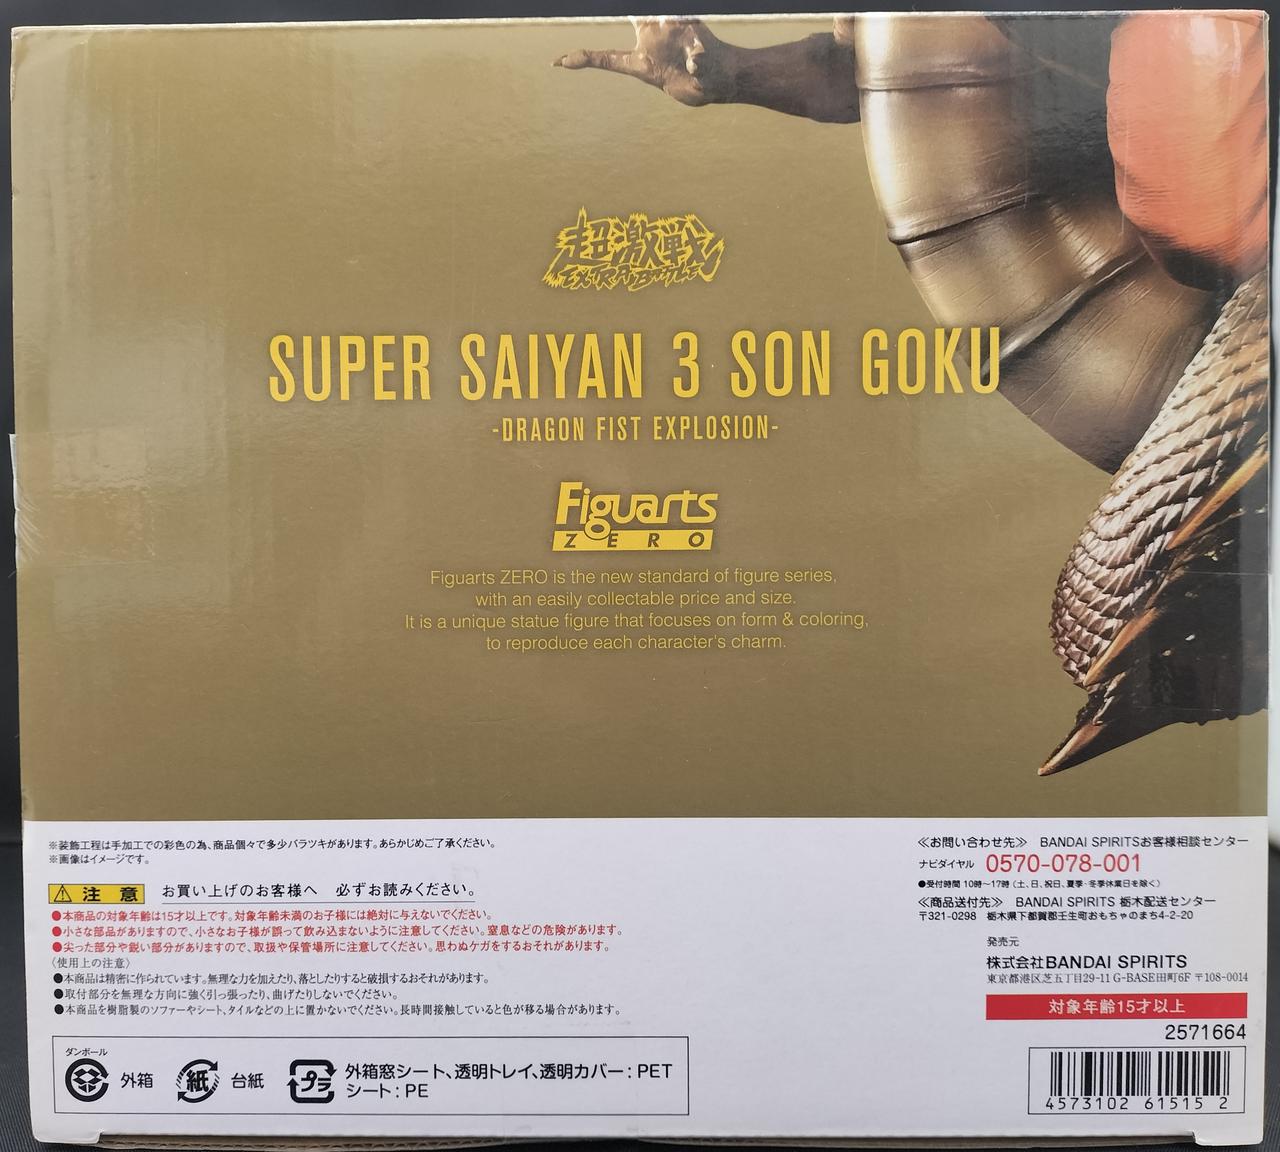 超激戦
EXTRA BATTLE
SUPER SAIYAN 3 SON GOKU
-DRAGON FIST EXPLOSION-
Figuarts
ZERO
Figuarts ZERO is the new standard of figure series,
with an easily collectable price and size.
It is a unique statue figure that focuses on form & coloring,
to reproduce each character's charm.
※装飾工程は手加工での彩色の為、商品個々で多少バラツキがあります。あらかじめご了承ください。
※画像はイメージです。
注意 お買い上げのお客様へ 必ずお読みください。
●本商品の対象年齢は15才以上です。対象年齢未満のお子様には絶対に与えないでください。
●小さな部品がありますので、小さなお子様が誤って飲み込まないように注意してください。窒息などの危険があります。
●尖った部分や鋭い部分がありますので、取扱や保管場所に注意してください。思わぬケガをするおそれがあります。
〈使用上の注意〉
●本商品は精密に作られています。無理な力を加えたり、落としたりすると破損するおそれがあります。
●取付部分を無理な方向に強く引っ張ったり、曲げたりしないでください。
●本商品を樹脂製のソファーやシート、タイルなどの上に置かないでください。長時間接触していると色が移る場合があります。
ダンボール
外箱
紙
台紙
プラ
外箱窓シート、透明トレイ、透明カバー：PET
シート：PE
≪お問い合わせ先≫ BANDAI SPIRITSお客様相談センター
ナビダイヤル 0570-078-001
●受付時間 10時～17時(土、日、祝日、夏季・冬季休業日を除く)
≪商品送付先≫ BANDAI SPIRITS 栃木配送センター
〒321-0298 栃木県下都賀郡壬生町おもちゃのまち4-2-20
発売元
株式会社BANDAI SPIRITS
東京都港区芝五丁目29-11 G-BASE田町6F 〒108-0014
対象年齢15才以上
2571664
4573102 61515 2